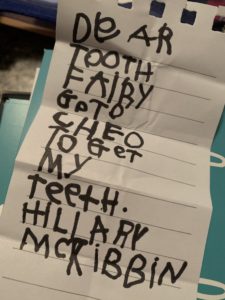 DeAR
TOOTH
FAIRY
GOTO
CHEO
TO GeT
MY
TeeTH.
HILLARY
MCKIBBIN